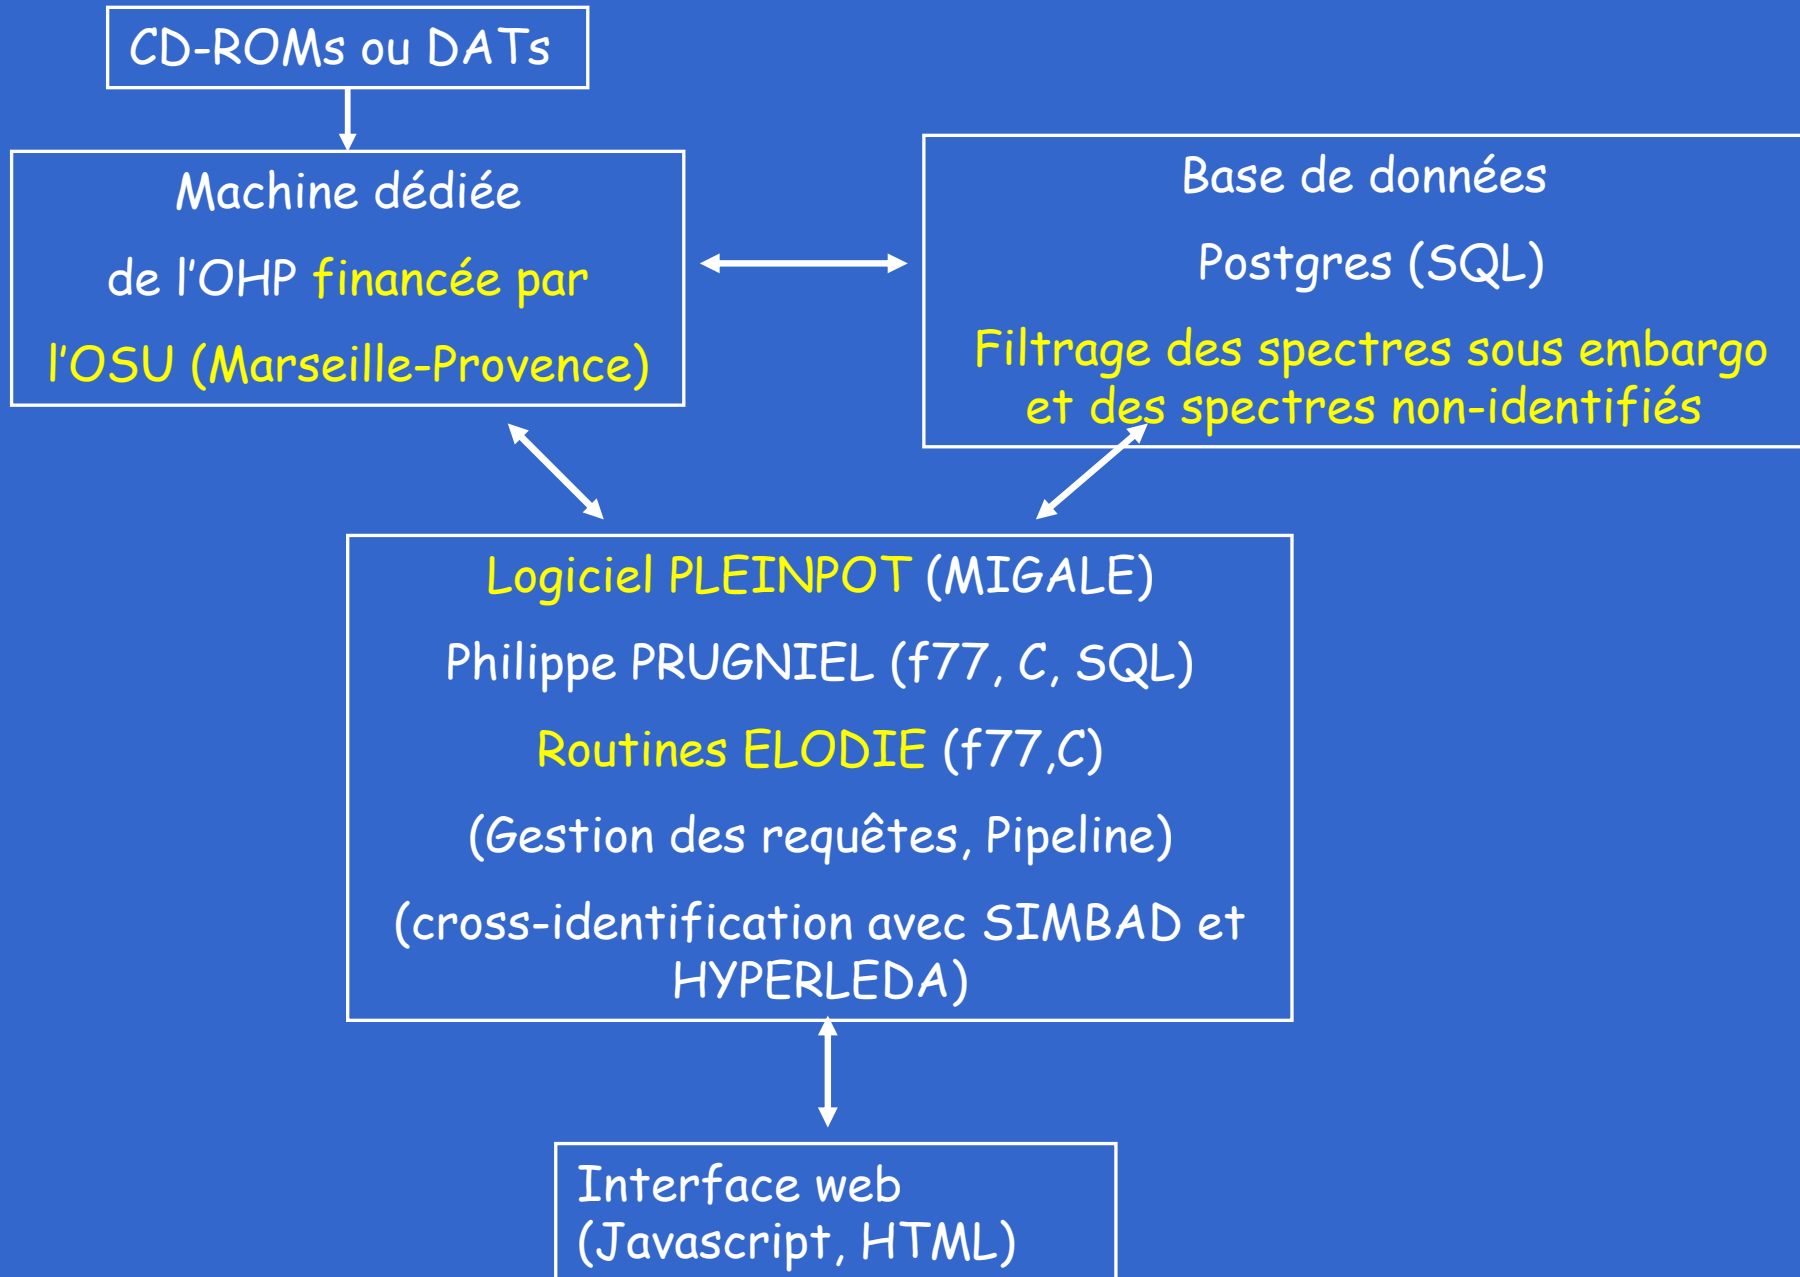 CD-ROMs ou DATs
Machine dédiée
de l'OHP financée par
l'OSU (Marseille-Provence)
Base de données
Postgres (SQL)
Filtrage des spectres sous embargo
et des spectres non-identifiés
Logiciel PLEINPOT (MIGALE)
Philippe PRUGNIEL (f77, C, SQL)
Routines ELODIE (f77,C)
(Gestion des requêtes, Pipeline)
(cross-identification avec SIMBAD et
HYPERLEDA)
Interface web
(Javascript, HTML)